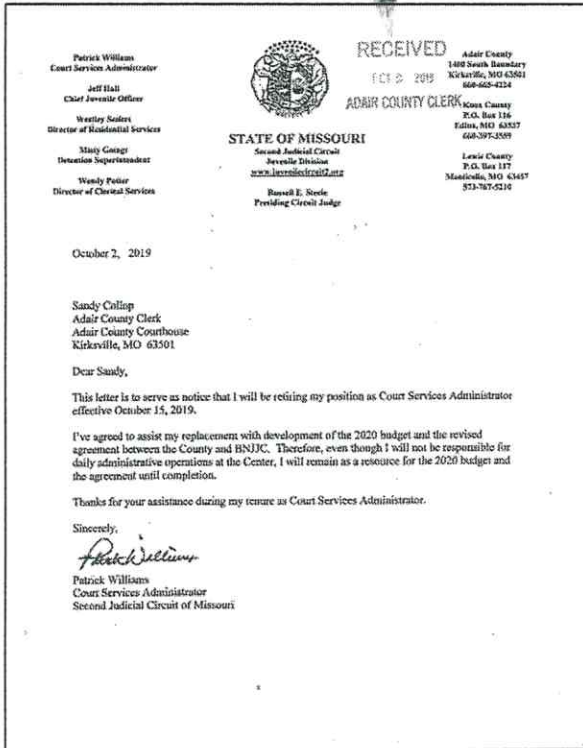 Patrick Williams
Court Services Administrator
Jeff Hall
Chief Juvenile Officer
Westley Seifers
Director of Residential Services
Misty Goings
Detention Superintendent
Wendy Potter
Director of Clerical Services
STATE OF MISSOURI
Second Judicial Circuit
Juvenile Division
www.juvenilecircuit2.org
Russell E. Steele
Presiding Circuit Judge
RECEIVED
OCT 2019
ADAIR COUNTY CLERK
Adair County
1400 South Boundary
Kirksville, MO 63501
660-665-4224
Knox County
P.O. Box 116
Edina, MO 63537
660-397-3559
Lewis County
P.O. Box 117
Monticello, MO 63457
573-767-5210
October 2, 2019
Sandy Collop
Adair County Clerk
Adair County Courthouse
Kirksville, MO 63501
Dear Sandy,
This letter is to serve as notice that I will be retiring my position as Court Services Administrator
effective October 15, 2019.
I've agreed to assist my replacement with development of the 2020 budget and the revised
agreement between the County and BNJJC. Therefore, even though I will not be responsible for
daily administrative operations at the Center, I will remain as a resource for the 2020 budget and
the agreement until completion.
Thanks for your assistance during my tenure as Court Services Administrator.
Sincerely,
Patrick Williams
Patrick Williams
Court Services Administrator
Second Judicial Circuit of Missouri